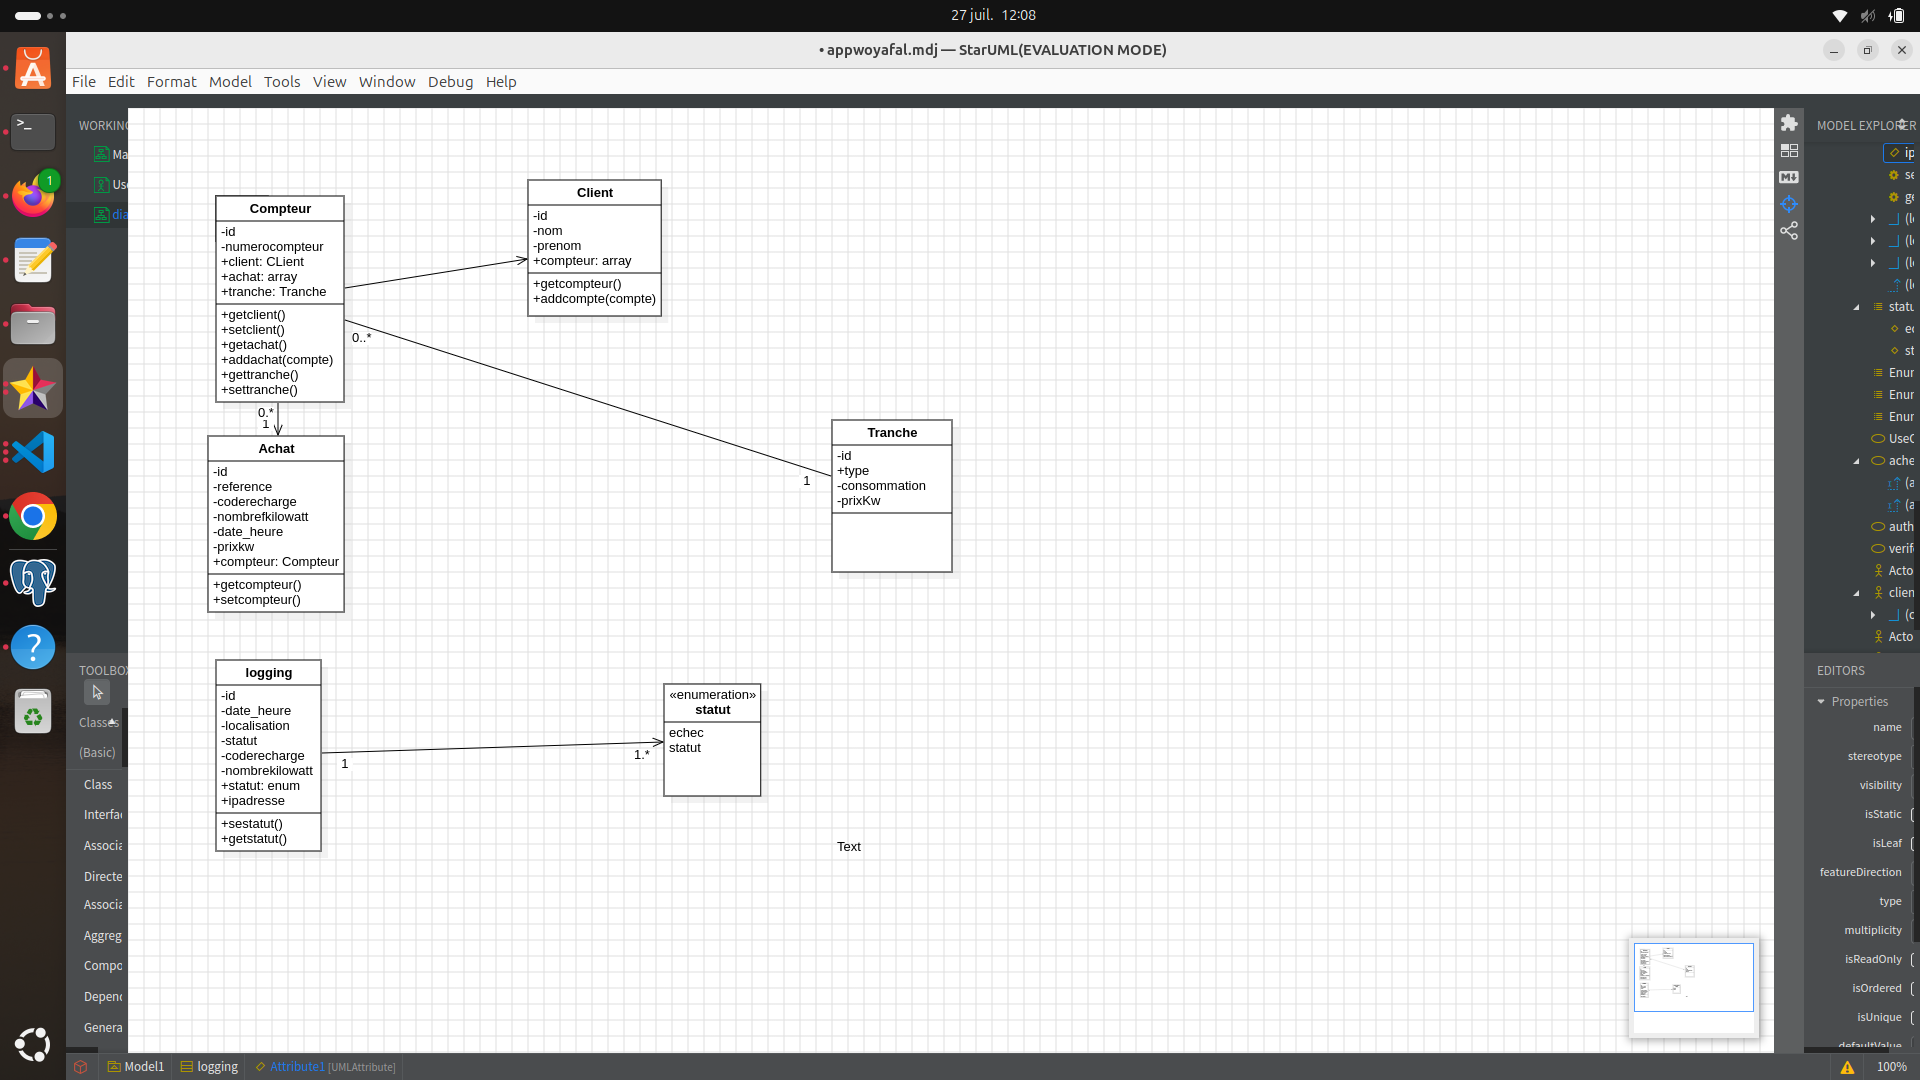 27 juil. 12:08
• appwoyafal.mdj — StarUML(EVALUATION MODE)
File Edit Format Model Tools View Window Debug Help
1
>_
?
WORKING
Ma
Use
dia
Compteur
-id
-numerocompteur
+client: CLient
+achat: array
+tranche: Tranche
+getclient()
+setclient()
+getachat()
+addachat(compte)
+gettranche()
+settranche()
Client
-id
-nom
-prenom
+compteur: array
+getcompteur()
+addcompte(compte)
0..*
0.*
1
1
Achat
-id
-reference
-coderecharge
-nombrefkilowatt
-date_heure
-prixkw
+compteur: Compteur
+getcompteur()
+setcompteur()
Tranche
-id
+type
-consommation
-prixKw
logging
-id
-date_heure
-localisation
-statut
-coderecharge
-nombrekilowatt
+statut: enum
+ipadresse
+sestatut()
+getstatut()
1
1.*
«enumeration»
statut
echec
statut
Text
TOOLBOX
Classes
(Basic)
Class
Interfac
Associa
Directe
Associa
Aggreg
Compo
Depend
Genera
M↓
MODEL EXPLORER
ip
se
ge
(l
(l
(l
(l
statu
ec
st
Enur
Enur
Enur
UseC
ache
(a
(a
auth
verif
Acto
clien
(c
Acto
EDITORS
Properties
name
stereotype
visibility
isStatic
isLeaf
featureDirection
type
multiplicity
isReadOnly
isOrdered
isUnique
defaultValue
Model1 logging Attribute1 [UMLAttribute]
100%